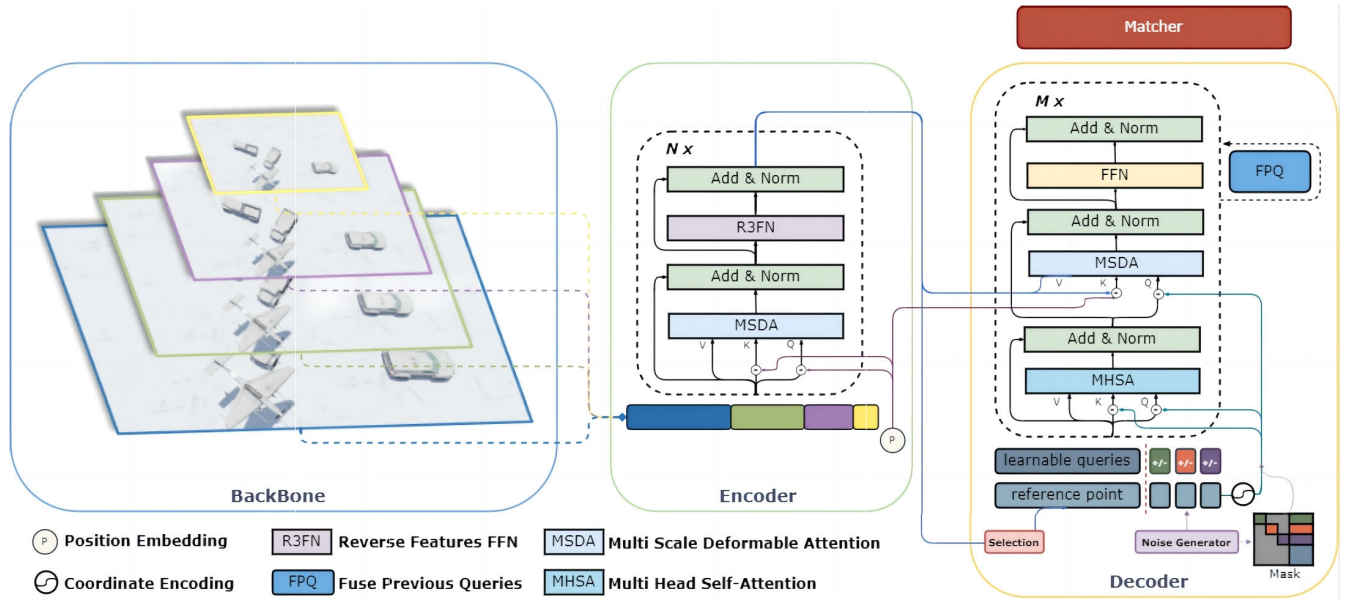 Matcher
M x
Add & Norm
FFN
Add & Norm
MSDA
V K Q
Add & Norm
MHSA
V K Q
FPQ
N x
Add & Norm
R3FN
Add & Norm
MSDA
V K Q
P
learnable queries +/- +/- +/-
reference point
Selection
Noise Generator
Mask
BackBone
Encoder
Decoder
P Position Embedding
R3FN Reverse Features FFN
MSDA Multi Scale Deformable Attention
Coordinate Encoding
FPQ Fuse Previous Queries
MHSA Multi Head Self-Attention